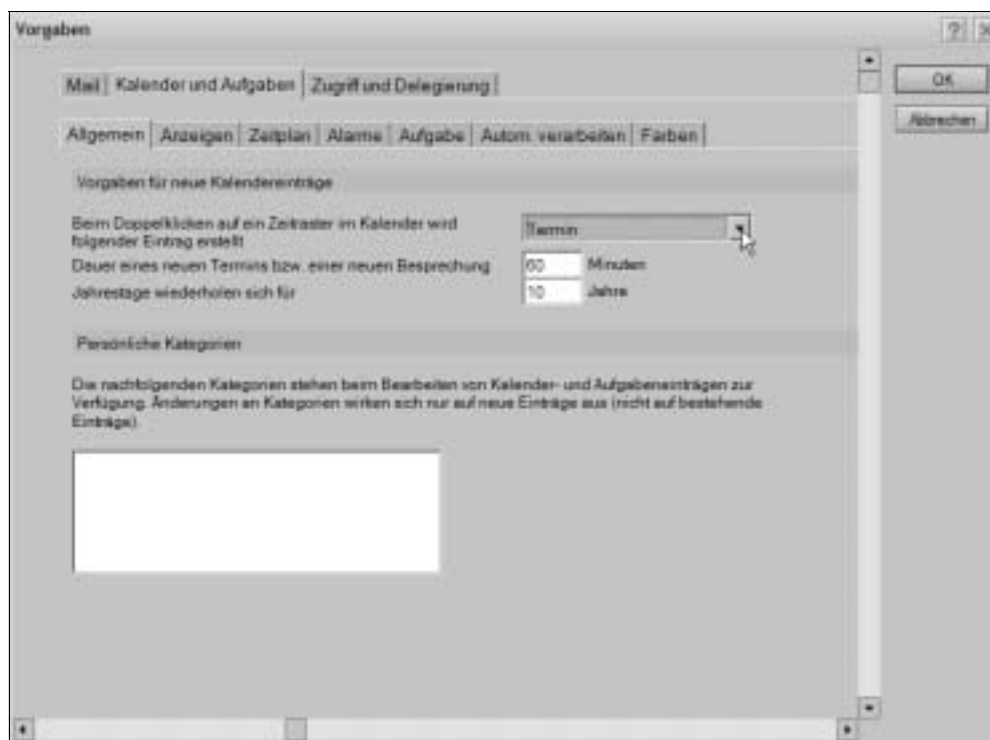 Vorgaben
OK
Abbrechen
Mail Kalender und Aufgaben Zugriff und Delegierung
Allgemein Anzeigen Zeitplan Alarme Aufgabe Autom. verarbeiten Farben
Vorgaben für neue Kalendereinträge
Beim Doppelklicken auf ein Zeitraster im Kalender wird
folgender Eintrag erstellt
Termin
Dauer eines neuen Termins bzw. einer neuen Besprechung 60 Minuten
Jahrestage wiederholen sich für 10 Jahre
Persönliche Kategorien
Die nachfolgenden Kategorien stehen beim Bearbeiten von Kalender- und Aufgabeneinträgen zur
Verfügung. Änderungen an Kategorien wirken sich nur auf neue Einträge aus (nicht auf bestehende
Einträge).